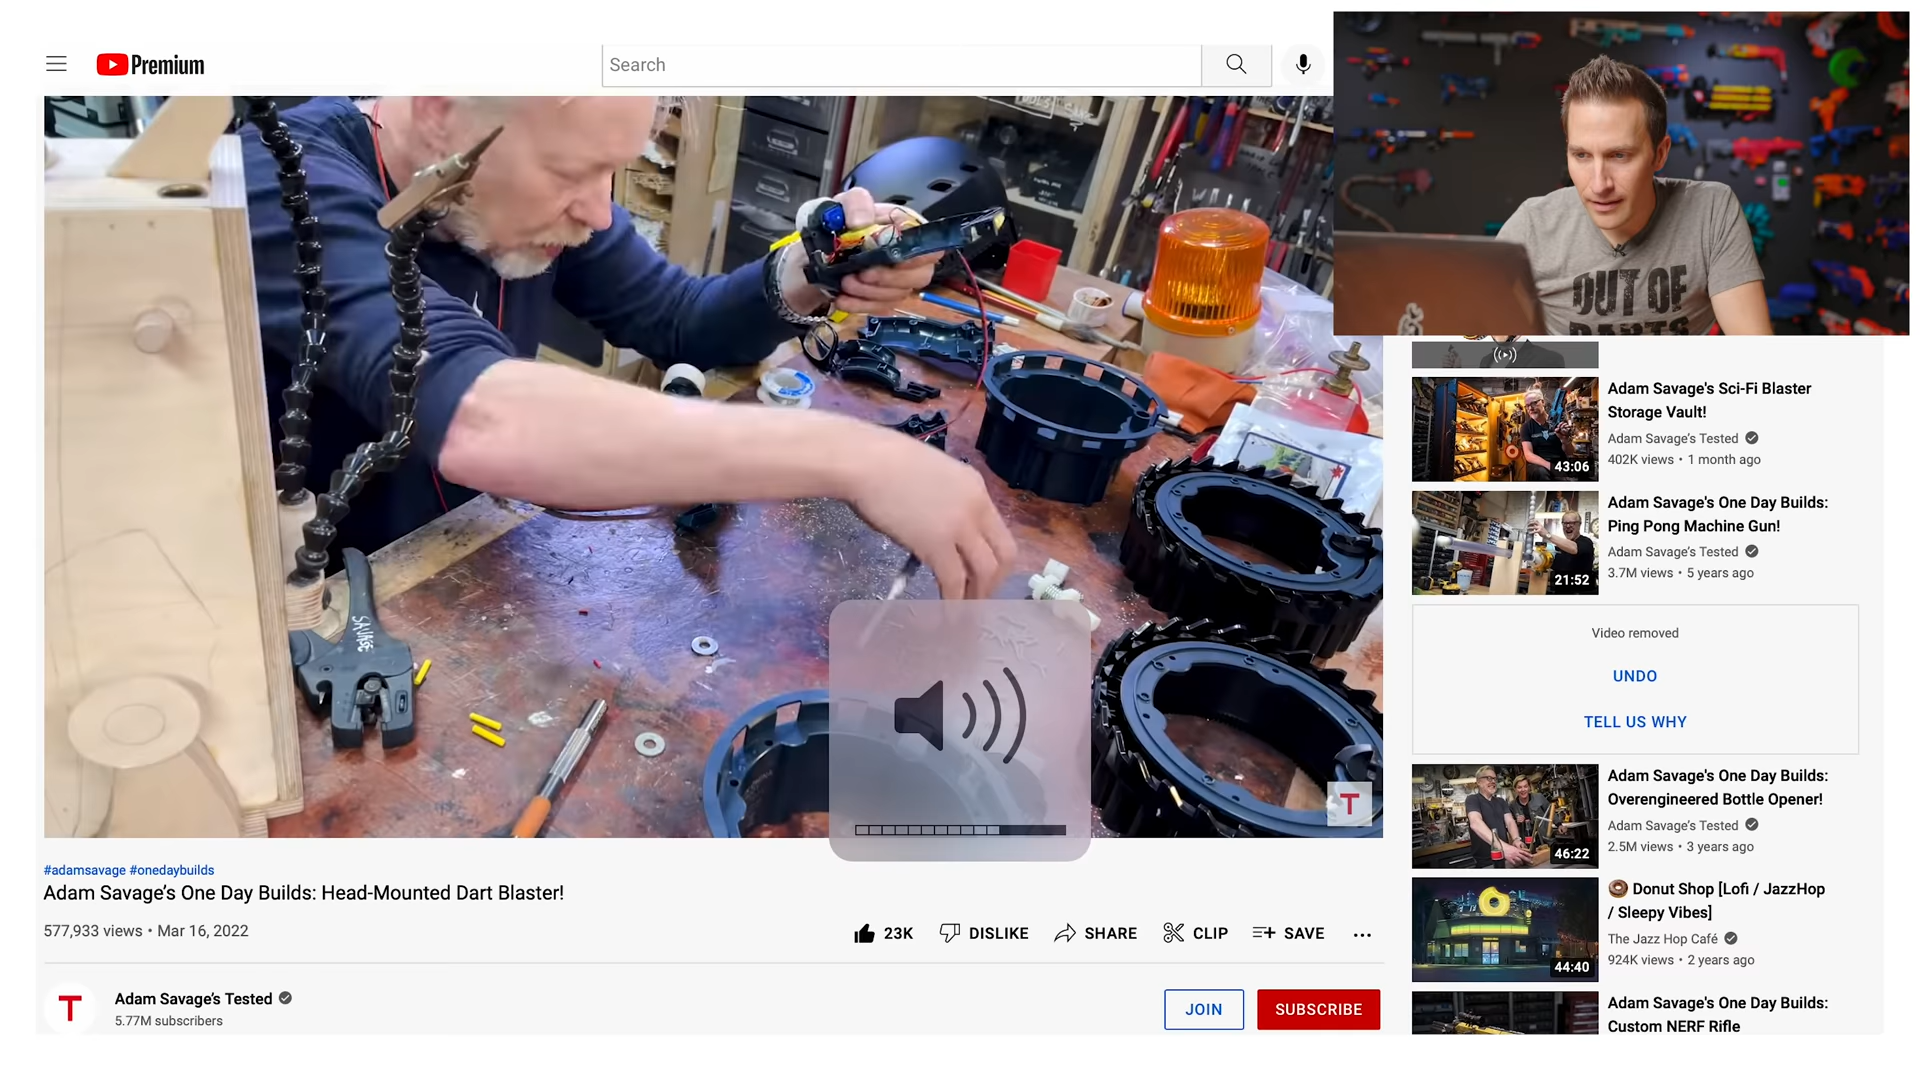 Premium
Search
OUT OF
DARTS
SAVAGE
T
#adamsavage #onedaybuilds
Adam Savage’s One Day Builds: Head-Mounted Dart Blaster!
577,933 views • Mar 16, 2022
23K
DISLIKE
SHARE
CLIP
SAVE
T
Adam Savage’s Tested
5.77M subscribers
JOIN
SUBSCRIBE
43:06
Adam Savage's Sci-Fi Blaster
Storage Vault!
Adam Savage’s Tested
402K views • 1 month ago
21:52
Adam Savage's One Day Builds:
Ping Pong Machine Gun!
Adam Savage’s Tested
3.7M views • 5 years ago
Video removed
UNDO
TELL US WHY
46:22
Adam Savage's One Day Builds:
Overengineered Bottle Opener!
Adam Savage’s Tested
2.5M views • 3 years ago
44:40
🍩 Donut Shop [Lofi / JazzHop
/ Sleepy Vibes]
The Jazz Hop Café
924K views • 2 years ago
Adam Savage's One Day Builds:
Custom NERF Rifle